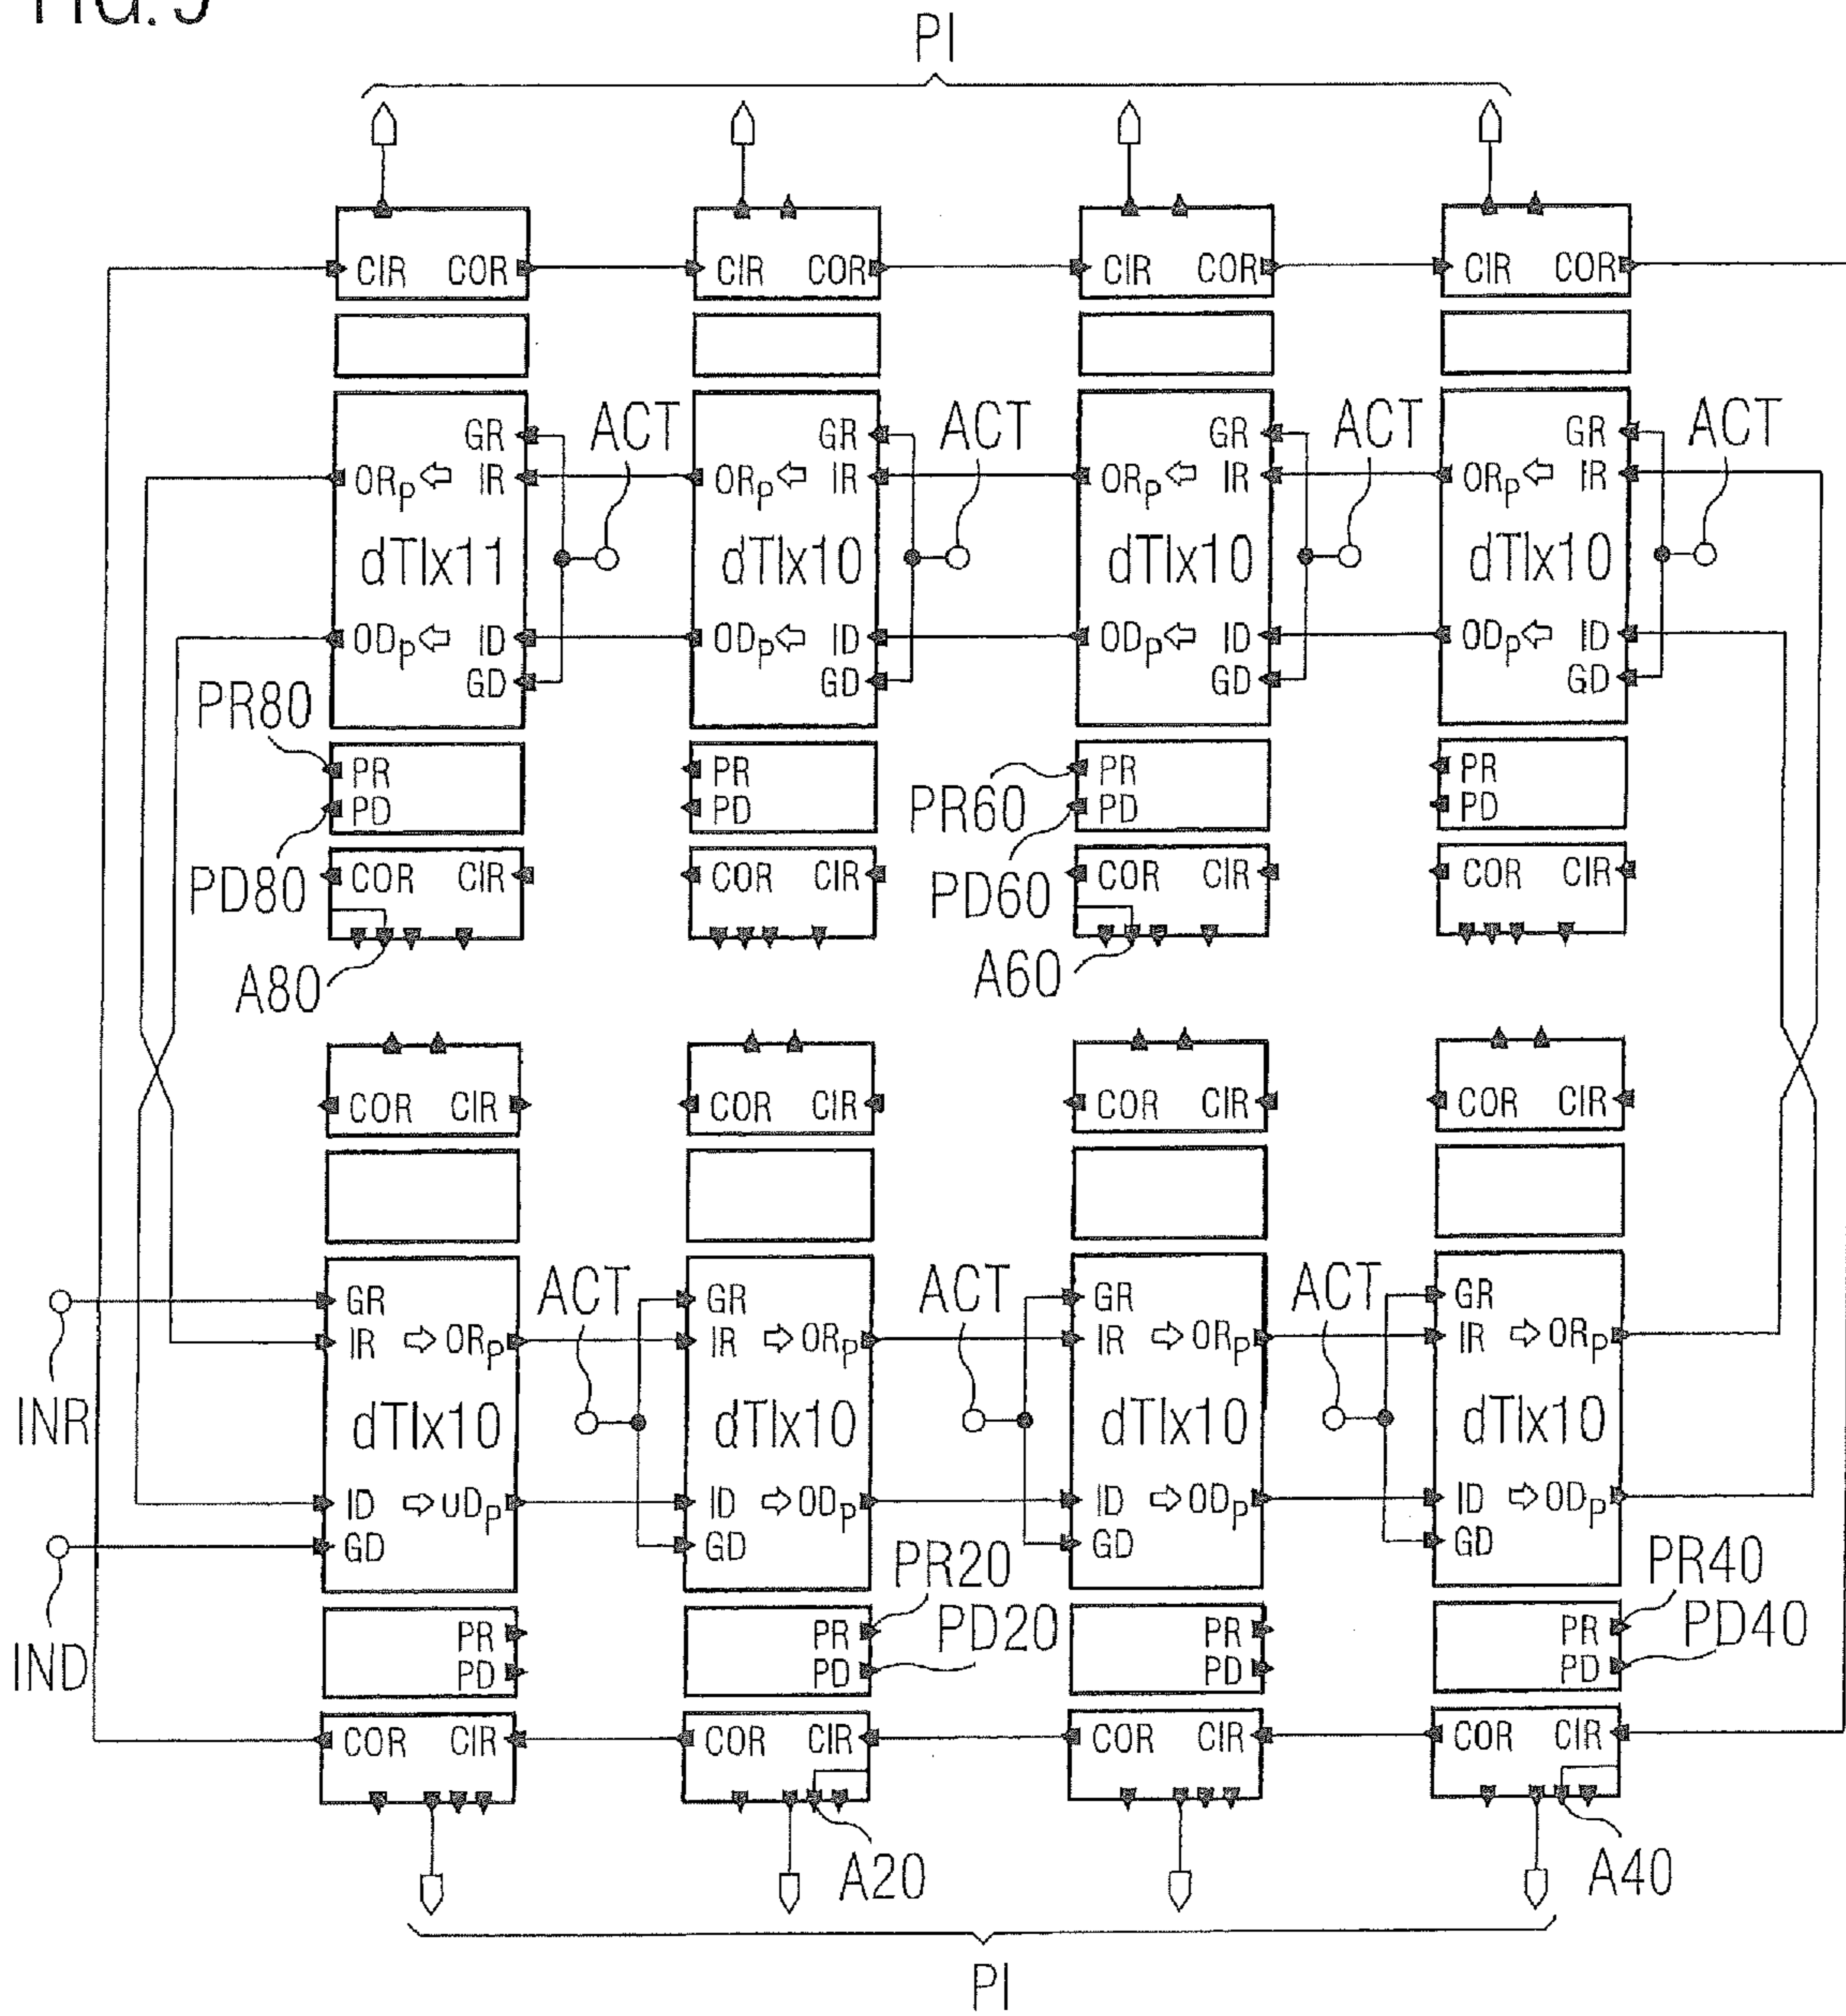 FIG. 9
PI
CIR COR CIR COR CIR COR CIR COR
ACT ACT ACT ACT
GR GR GR GR
ORp⇦ IR ORp⇦ IR ORp⇦ IR ORp⇦ IR
dTIx11 dTIx10 dTIx10 dTIx10
ODp⇦ ID ODp⇦ ID ODp⇦ ID ODp⇦ ID
GD GD GD GD
PR80 PR PR PR60 PR PR
PD80 PD PD PD60 PD PD
COR CIR COR CIR COR CIR COR CIR
A80 A60
COR CIR COR CIR COR CIR COR CIR
ACT ACT ACT
GR GR GR GR
IR ⇨ORp IR ⇨ORp IR ⇨ORp IR ⇨ORp
INR
dTIx10 dTIx10 dTIx10 dTIx10
ID ⇨ODp ID ⇨ODp ID ⇨ODp ID ⇨ODp
GD GD GD GD
IND
PR PR PR20 PR PR PR40
PD PD PD20 PD PD PD40
COR CIR COR CIR COR CIR COR CIR
A20 A40
PI